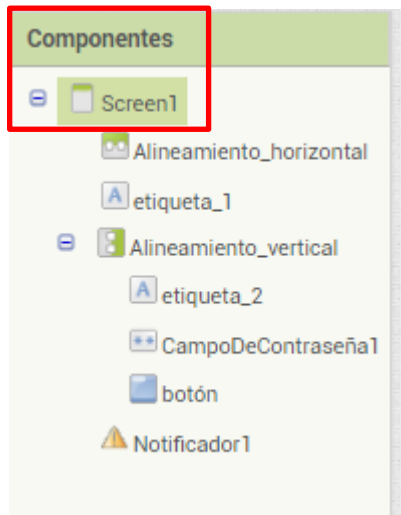 Componentes
Screen1
Alineamiento_horizontal
etiqueta_1
Alineamiento_vertical
etiqueta_2
CampoDeContraseña1
botón
Notificador1